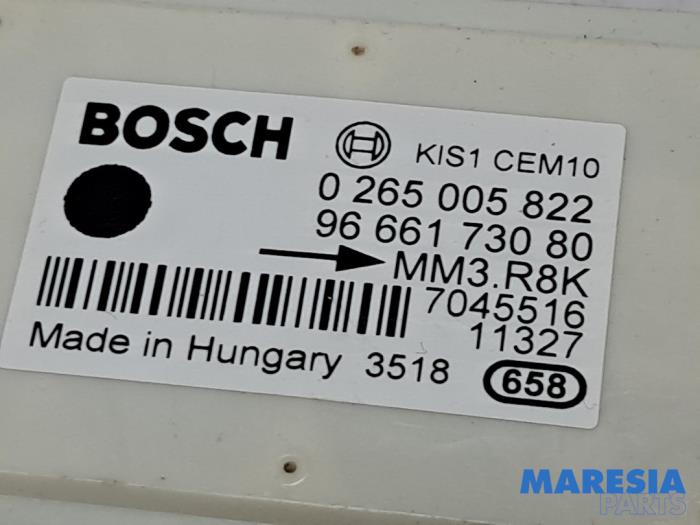 BOSCH
KIS1 CEM10
0 265 005 822
96 661 730 80
MM3.R8K
7045516
11327
Made in Hungary 3518
658
MARESIA
PARTS